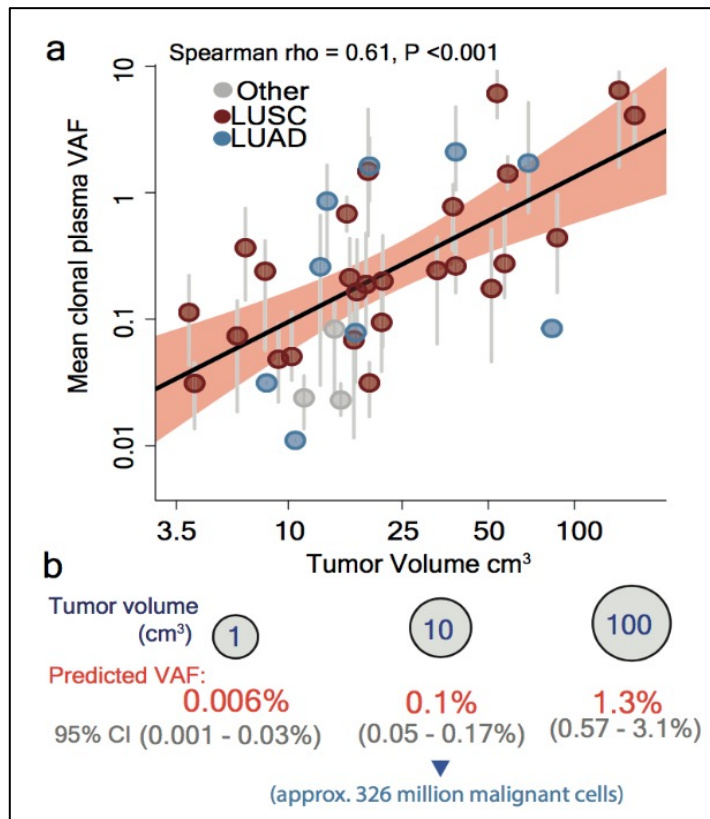 a
Spearman rho = 0.61, P <0.001
Other
LUSC
LUAD
Mean clonal plasma VAF
10
1
0.1
0.01
3.5 10 25 50 100
Tumor Volume cm³
b
Tumor volume
(cm³)
1 10 100
Predicted VAF:
0.006% 0.1% 1.3%
95% CI (0.001 - 0.03%) (0.05 - 0.17%) (0.57 - 3.1%)
(approx. 326 million malignant cells)